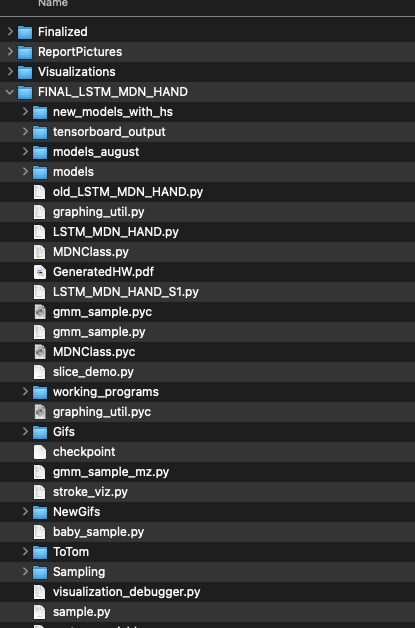 Name
Finalized
ReportPictures
Visualizations
FINAL_LSTM_MDN_HAND
new_models_with_hs
tensorboard_output
models_august
models
old_LSTM_MDN_HAND.py
graphing_util.py
LSTM_MDN_HAND.py
MDNClass.py
GeneratedHW.pdf
LSTM_MDN_HAND_S1.py
gmm_sample.pyc
gmm_sample.py
MDNClass.pyc
slice_demo.py
working_programs
graphing_util.pyc
Gifs
checkpoint
gmm_sample_mz.py
stroke_viz.py
NewGifs
baby_sample.py
ToTom
Sampling
visualization_debugger.py
sample.py